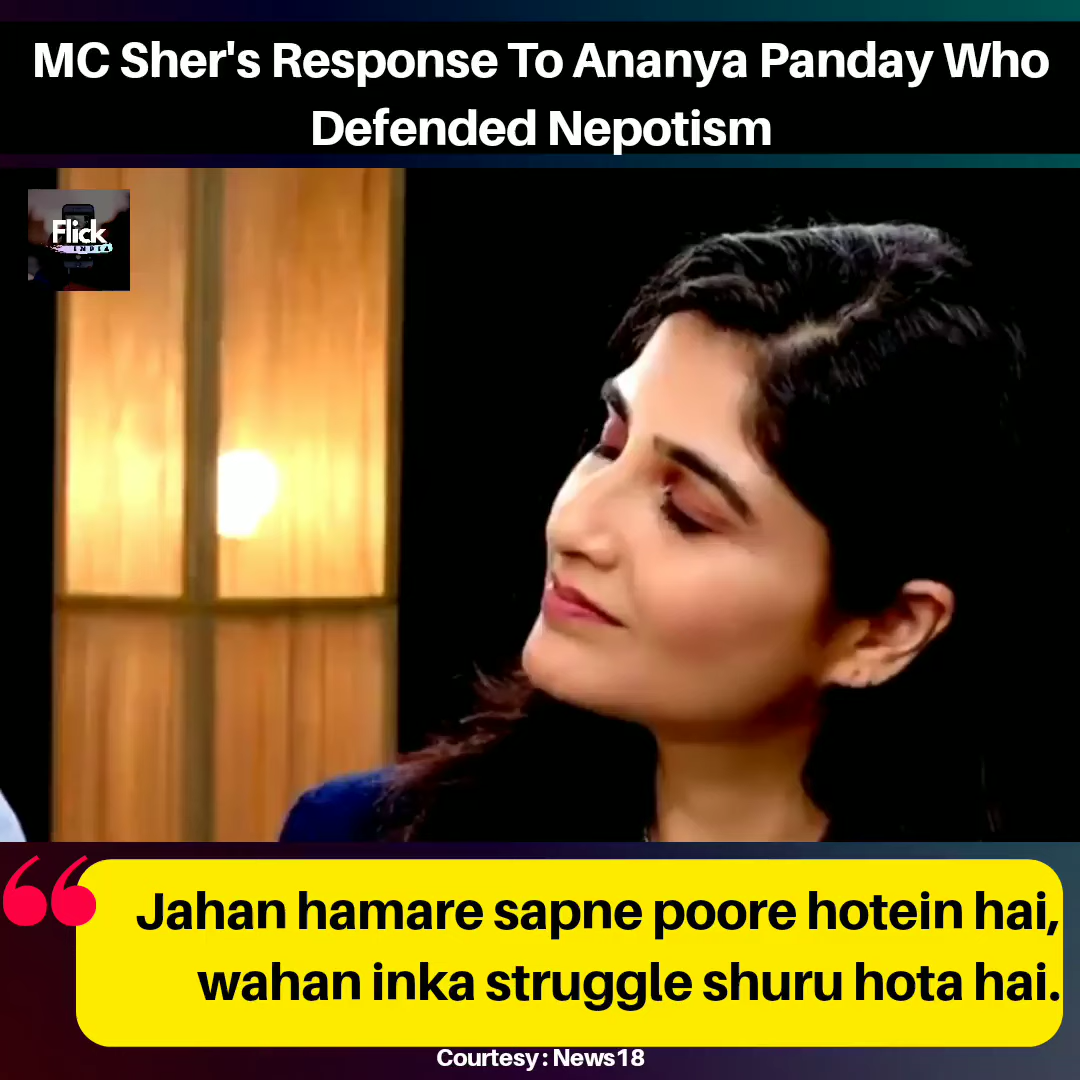 MC Sher's Response To Ananya Panday Who
Defended Nepotism
Flick
INDIA
Jahan hamare sapne poore hotein hai,
wahan inka struggle shuru hota hai.
Courtesy : News18